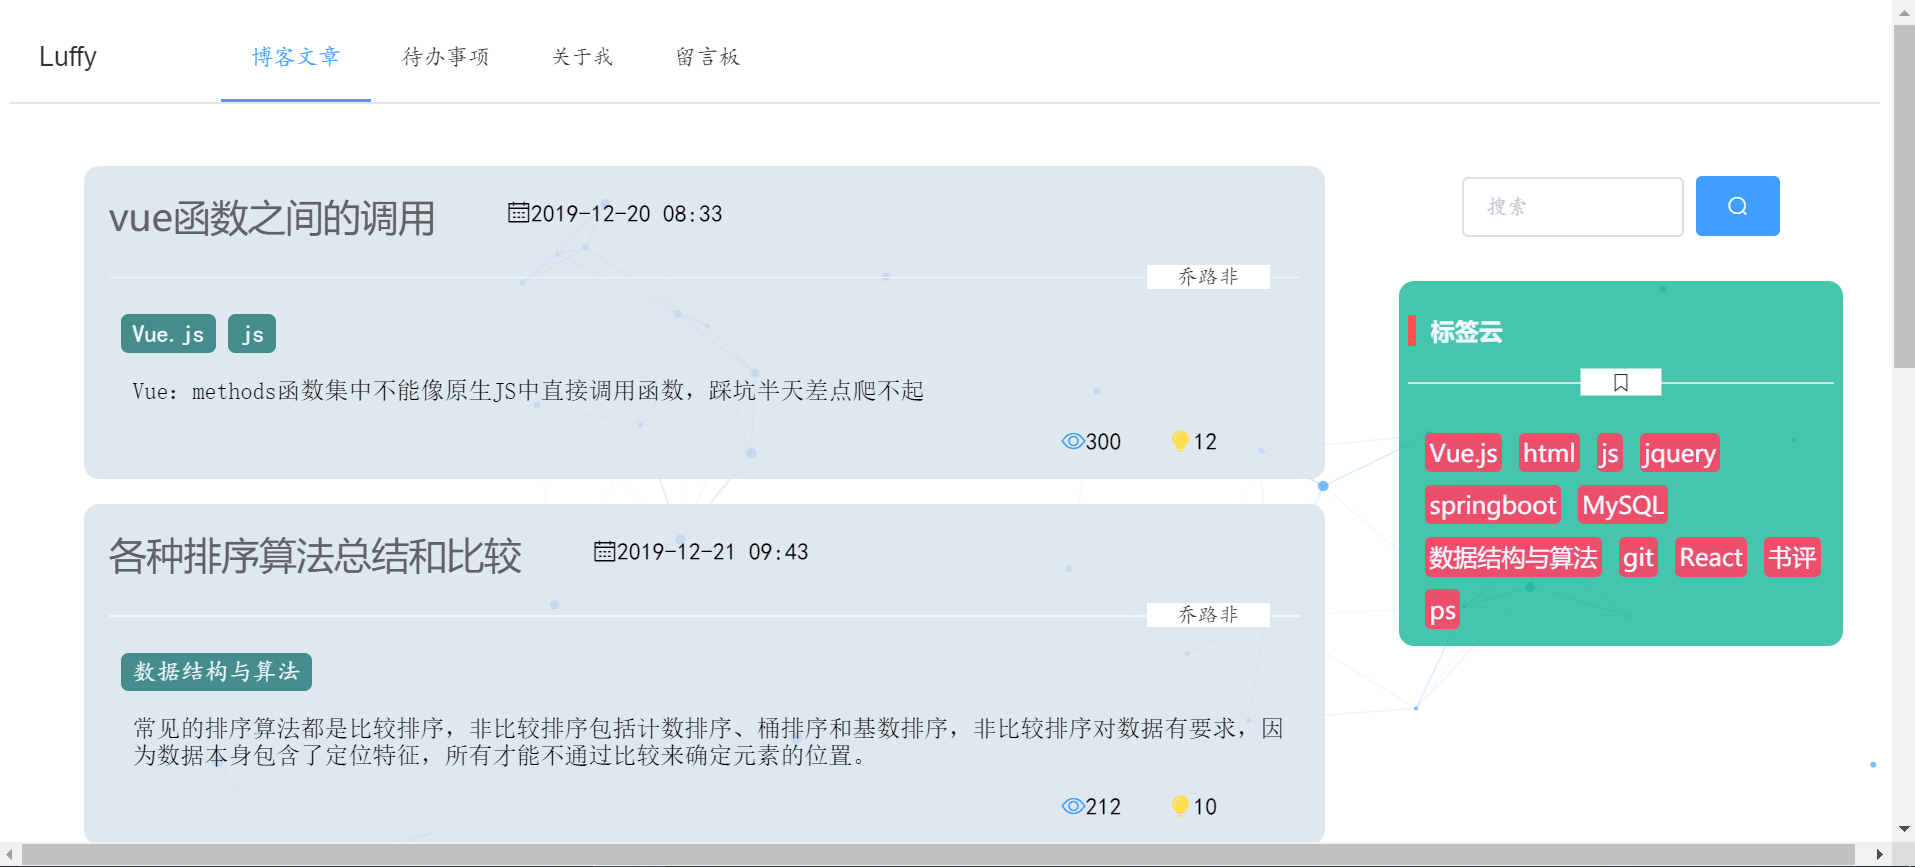 Luffy 博客文章 待办事项 关于我 留言板
vue函数之间的调用 2019-12-20 08:33
乔路非
Vue.js js
Vue: methods函数集中不能像原生JS中直接调用函数，踩坑半天差点爬不起
300 12
各种排序算法总结和比较 2019-12-21 09:43
乔路非
数据结构与算法
常见的排序算法都是比较排序，非比较排序包括计数排序、桶排序和基数排序，非比较排序对数据有要求，因
为数据本身包含了定位特征，所有才能不通过比较来确定元素的位置。
212 10
搜索
标签云
Vue.js html js jquery
springboot MySQL
数据结构与算法 git React 书评
ps